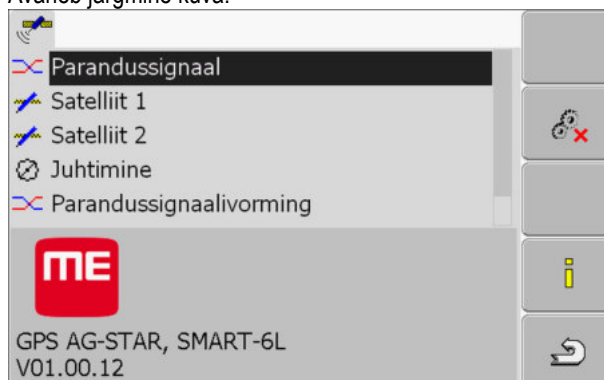 Avaneb järgmine kuva:
Parandussignaal
Satelliit 1
Satelliit 2
Juhtimine
Parandussignaalivorming
ME
GPS AG-STAR, SMART-6L
V01.00.12